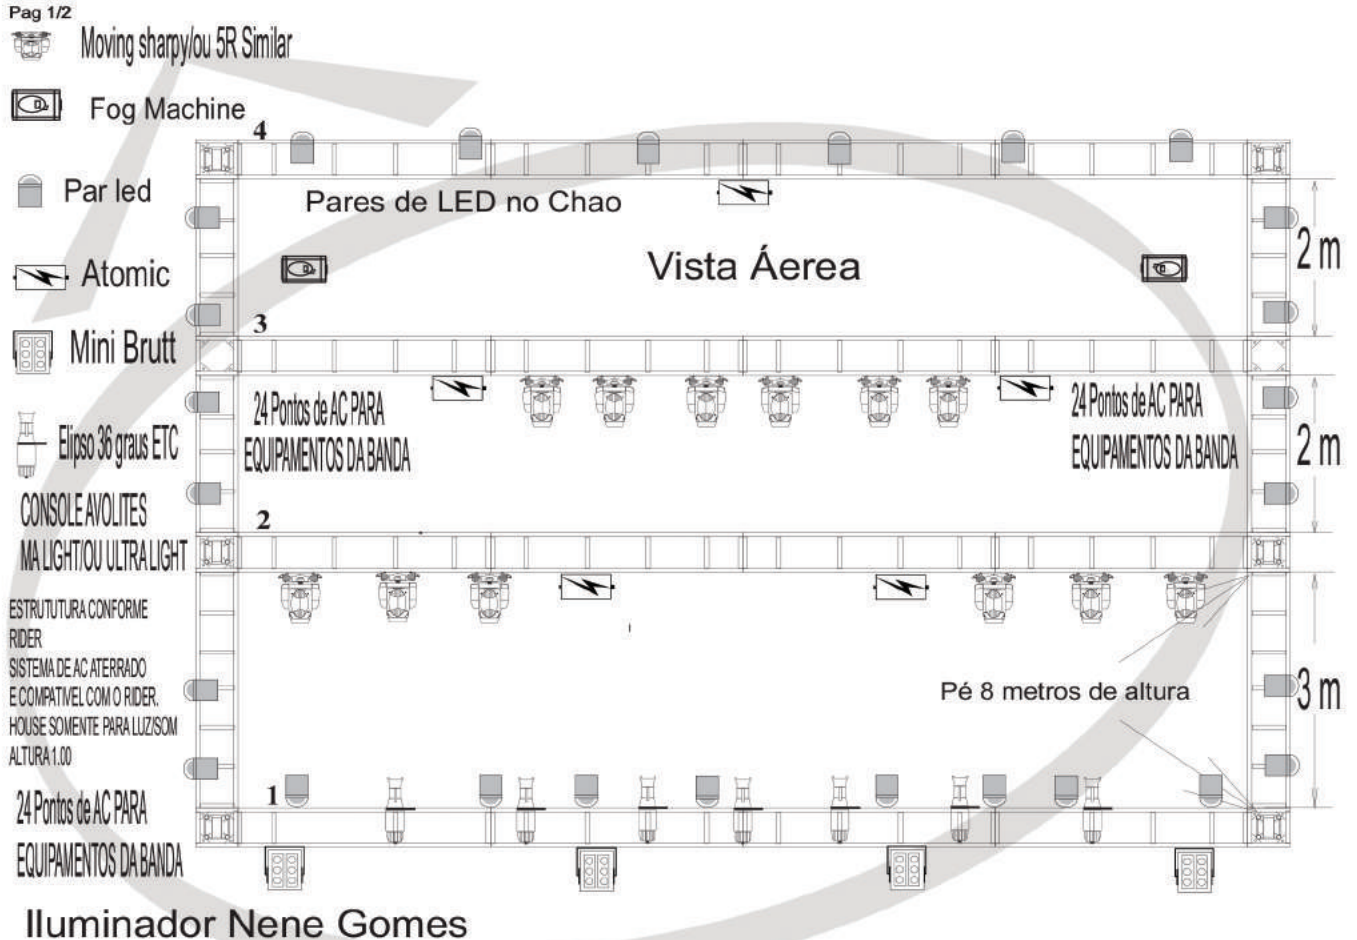 Pag 1/2
Moving sharpy/ou 5R Similar
Fog Machine
Par led
Atomic
Mini Brutt
Elipso 36 graus ETC
CONSOLE AVOLITES
MA LIGHT/OU ULTRA LIGHT
ESTRUTUTURA CONFORME
RIDER
SISTEMA DE AC ATERRADO
E COMPATIVEL COM O RIDER.
HOUSE SOMENTE PARA LUZ/SOM
ALTURA 1.00
24 Pontos de AC PARA
EQUIPAMENTOS DA BANDA
4
Pares de LED no Chao
Vista Áerea
2 m
3
24 Pontos de AC PARA
EQUIPAMENTOS DA BANDA
24 Pontos de AC PARA
EQUIPAMENTOS DA BANDA
2 m
2
Pé 8 metros de altura
3 m
1
Iluminador Nene Gomes